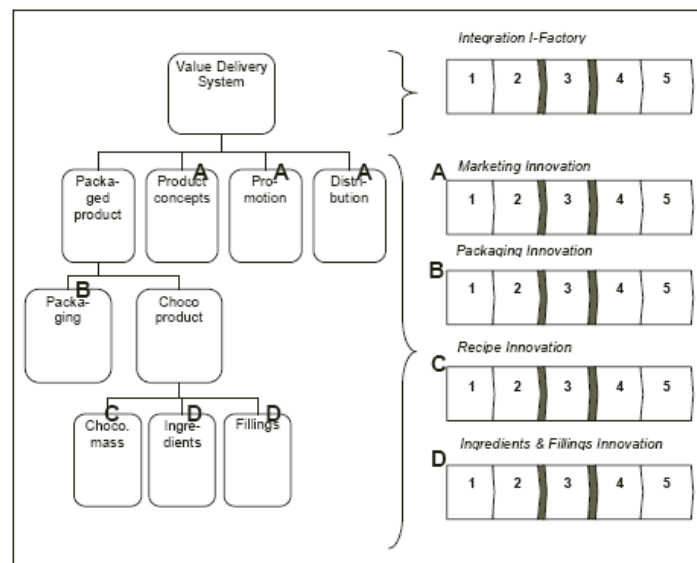 Integration I-Factory
Value Delivery
System
1 2 3 4 5
A A A A
Packa-
ged
product
Product
concepts
Pro-
motion
Distri-
bution
Marketing Innovation
1 2 3 4 5
Packaging Innovation
B B
Packa-
ging
Choco
product
1 2 3 4 5
Recipe Innovation
C
1 2 3 4 5
C D D
Choco.
mass
Ingre-
dients
Fillings
Ingredients & Fillings Innovation
D
1 2 3 4 5